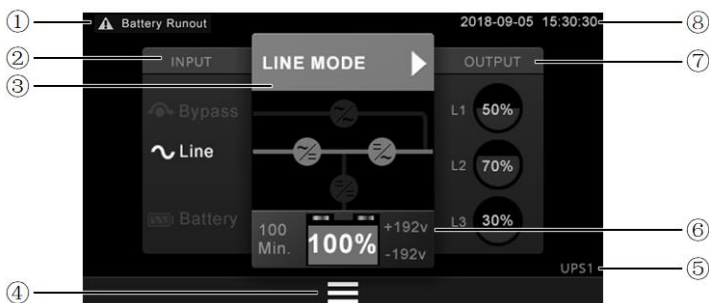 ① Battery Runout 2018-09-05 15:30:30 ⑧
② INPUT LINE MODE OUTPUT ⑦
③
Bypass L1 50%
Line L2 70%
Battery L3 30%
100 Min. 100% +192v -192v ⑥
UPS1 ⑤
④